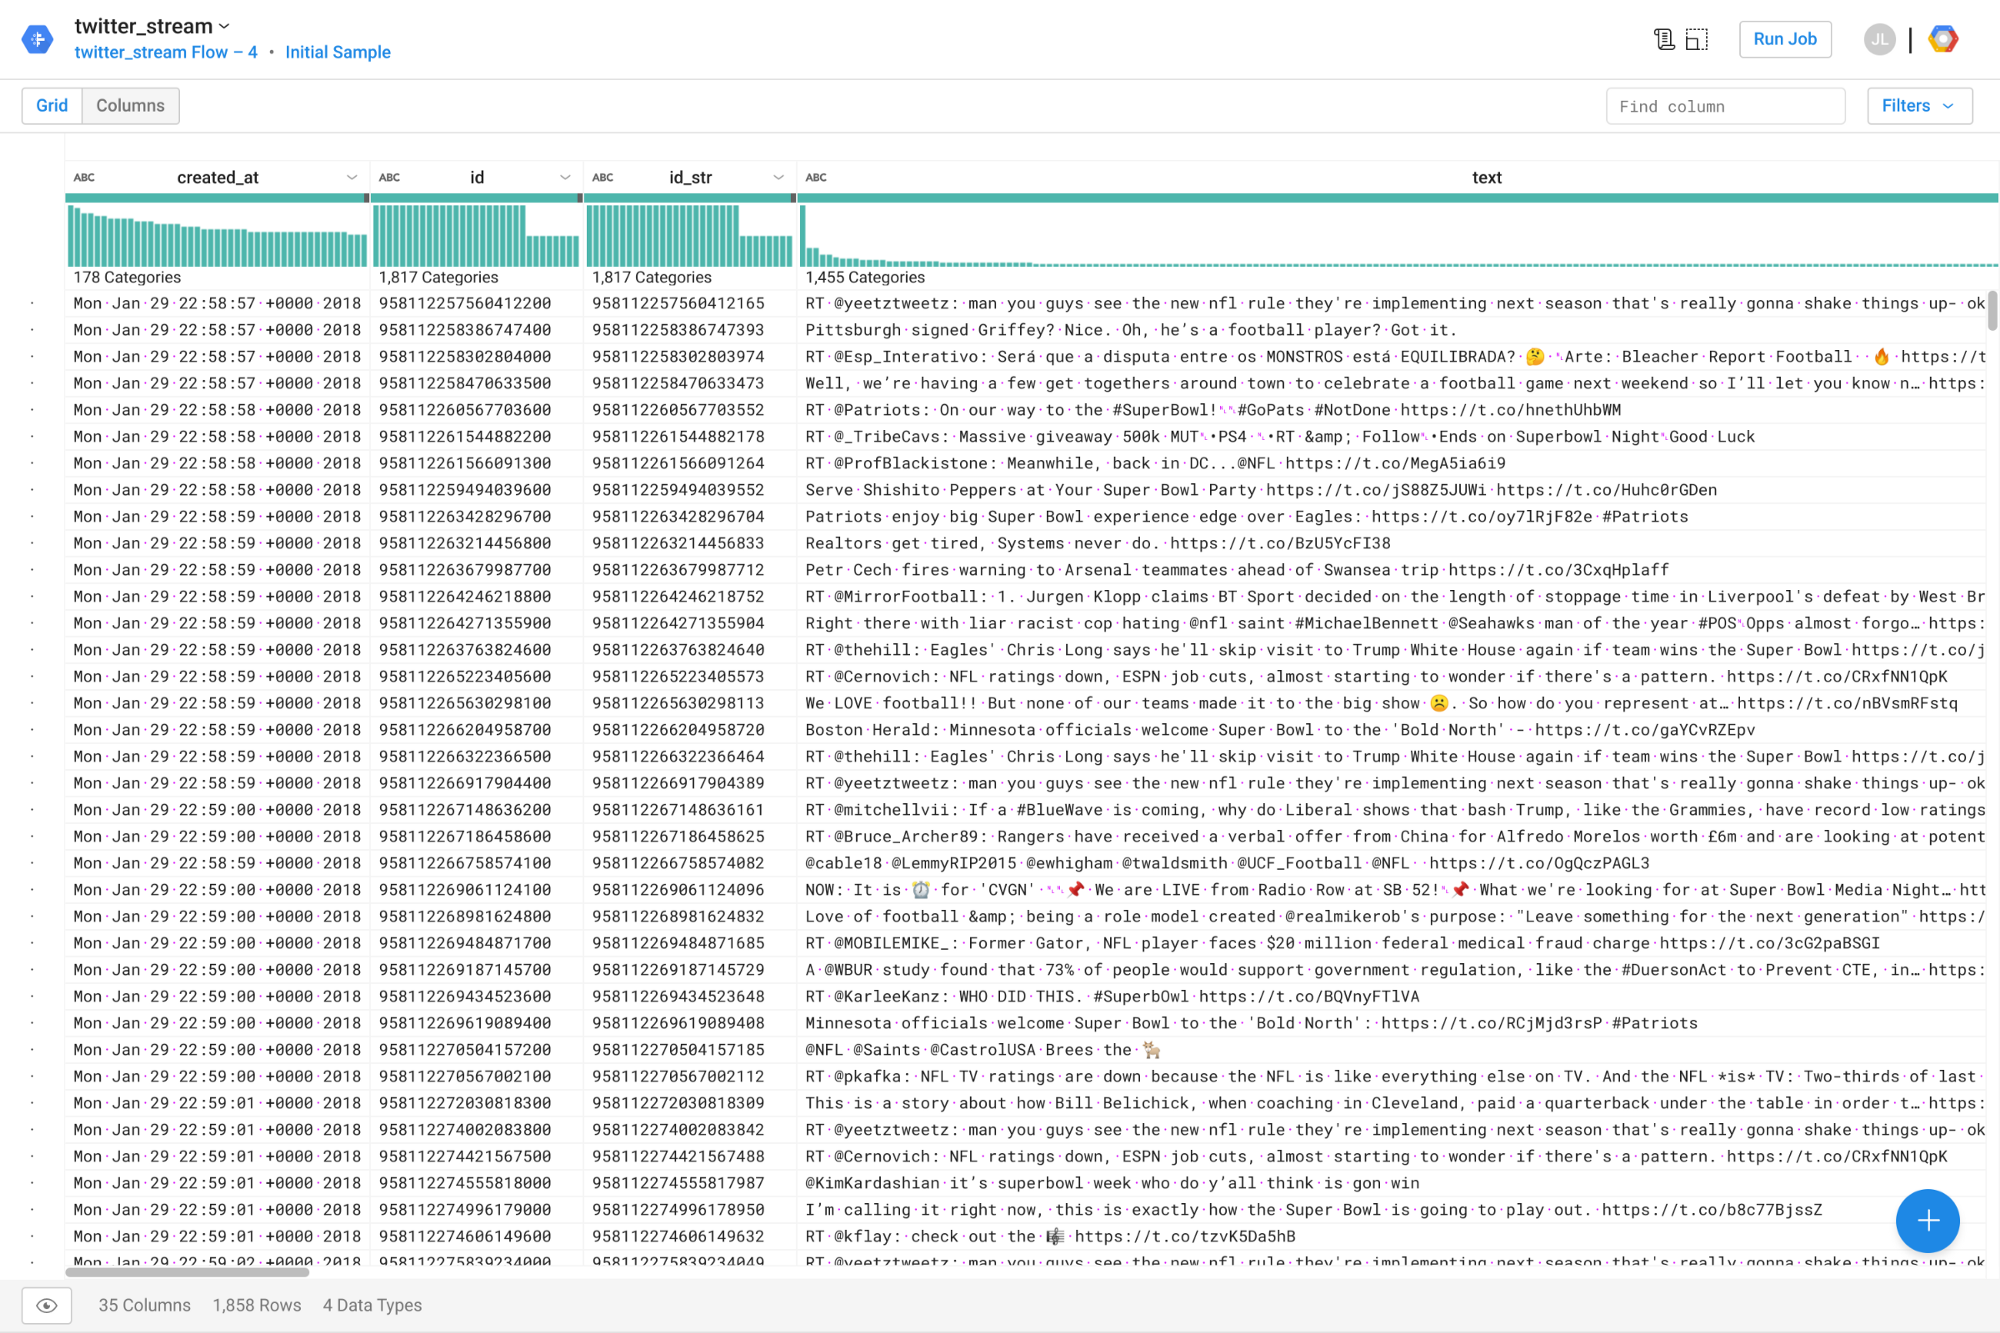 twitter_stream
twitter_stream Flow – 4 • Initial Sample
Run Job
JL
Grid Columns
Find column
Filters
ABC created_at ABC id ABC id_str ABC text
178 Categories 1,817 Categories 1,817 Categories 1,455 Categories
Mon Jan 29 22:58:57 +0000 2018 958112257560412200 958112257560412165 RT @yeetztweetz: man you guys see the new nfl rule they're implementing next season that's really gonna shake things up- ok
Mon Jan 29 22:58:57 +0000 2018 958112258386747400 958112258386747393 Pittsburgh signed Griffey? Nice. Oh, he’s a football player? Got it.
Mon Jan 29 22:58:57 +0000 2018 958112258302804000 958112258302803974 RT @Esp_Interativo: Será que a disputa entre os MONSTROS está EQUILIBRADA? 🤔 Arte: Bleacher Report Football 🔥 https://t
Mon Jan 29 22:58:57 +0000 2018 958112258470633500 958112258470633473 Well, we’re having a few get togethers around town to celebrate a football game next weekend so I’ll let you know n… https:
Mon Jan 29 22:58:58 +0000 2018 958112260567703600 958112260567703552 RT @Patriots: On our way to the #SuperBowl! #GoPats #NotDone https://t.co/hnethUhbWM
Mon Jan 29 22:58:58 +0000 2018 958112261544882200 958112261544882178 RT @_TribeCavs: Massive giveaway 500k MUT •PS4 •RT &amp; Follow •Ends on Superbowl Night Good Luck
Mon Jan 29 22:58:58 +0000 2018 958112261566091300 958112261566091264 RT @ProfBlackistone: Meanwhile, back in DC...@NFL https://t.co/MegA5ia6i9
Mon Jan 29 22:58:58 +0000 2018 958112259494039600 958112259494039552 Serve Shishito Peppers at Your Super Bowl Party https://t.co/jS88Z5JUWi https://t.co/Huhc0rGDen
Mon Jan 29 22:58:59 +0000 2018 958112263428296700 958112263428296704 Patriots enjoy big Super Bowl experience edge over Eagles: https://t.co/oy7lRjF82e #Patriots
Mon Jan 29 22:58:59 +0000 2018 958112263214456800 958112263214456833 Realtors get tired, Systems never do. https://t.co/BzU5YcFI38
Mon Jan 29 22:58:59 +0000 2018 958112263679987700 958112263679987712 Petr Cech fires warning to Arsenal teammates ahead of Swansea trip https://t.co/3CxqHplaff
Mon Jan 29 22:58:59 +0000 2018 958112264246218800 958112264246218752 RT @MirrorFootball: 1. Jurgen Klopp claims BT Sport decided on the length of stoppage time in Liverpool's defeat by West Br
Mon Jan 29 22:58:59 +0000 2018 958112264271355900 958112264271355904 Right there with liar racist cop hating @nfl saint #MichaelBennett @Seahawks man of the year #POS Opps almost forgo… https:
Mon Jan 29 22:58:59 +0000 2018 958112263763824600 958112263763824640 RT @thehill: Eagles' Chris Long says he'll skip visit to Trump White House again if team wins the Super Bowl https://t.co/j
Mon Jan 29 22:58:59 +0000 2018 958112265223405600 958112265223405573 RT @Cernovich: NFL ratings down, ESPN job cuts, almost starting to wonder if there's a pattern. https://t.co/CRxfNN1QpK
Mon Jan 29 22:58:59 +0000 2018 958112265630298100 958112265630298113 We LOVE football!! But none of our teams made it to the big show ☹️. So how do you represent at… https://t.co/nBVsmRFstq
Mon Jan 29 22:58:59 +0000 2018 958112266204958700 958112266204958720 Boston Herald: Minnesota officials welcome Super Bowl to the 'Bold North' - https://t.co/gaYCvRZEpv
Mon Jan 29 22:58:59 +0000 2018 958112266322366500 958112266322366464 RT @thehill: Eagles' Chris Long says he'll skip visit to Trump White House again if team wins the Super Bowl https://t.co/j
Mon Jan 29 22:58:59 +0000 2018 958112266917904400 958112266917904389 RT @yeetztweetz: man you guys see the new nfl rule they're implementing next season that's really gonna shake things up- ok
Mon Jan 29 22:59:00 +0000 2018 958112267148636200 958112267148636161 RT @mitchellvii: If a #BlueWave is coming, why do Liberal shows that bash Trump, like the Grammies, have record low ratings
Mon Jan 29 22:59:00 +0000 2018 958112267186458600 958112267186458625 RT @Bruce_Archer89: Rangers have received a verbal offer from China for Alfredo Morelos worth £6m and are looking at potent
Mon Jan 29 22:59:00 +0000 2018 958112266758574100 958112266758574082 @cable18 @LemmyRIP2015 @ewhigham @twaldsmith @UCF_Football @NFL https://t.co/OgQczPAGL3
Mon Jan 29 22:59:00 +0000 2018 958112269061124100 958112269061124096 NOW: It is ⏰ for 'CVGN' 📌 We are LIVE from Radio Row at SB 52! 📌 What we're looking for at Super Bowl Media Night… htt
Mon Jan 29 22:59:00 +0000 2018 958112268981624800 958112268981624832 Love of football &amp; being a role model created @realmikerob's purpose: "Leave something for the next generation" https:/
Mon Jan 29 22:59:00 +0000 2018 958112269484871700 958112269484871685 RT @MOBILEMIKE_: Former Gator, NFL player faces $20 million federal medical fraud charge https://t.co/3cG2paBSGI
Mon Jan 29 22:59:00 +0000 2018 958112269187145700 958112269187145729 A @WBUR study found that 73% of people would support government regulation, like the #DuersonAct to Prevent CTE, in… https:
Mon Jan 29 22:59:00 +0000 2018 958112269434523600 958112269434523648 RT @KarleeKanz: WHO DID THIS. #SuperbOwl https://t.co/BQVnyFTlVA
Mon Jan 29 22:59:00 +0000 2018 958112269619089400 958112269619089408 Minnesota officials welcome Super Bowl to the 'Bold North': https://t.co/RCjMjd3rsP #Patriots
Mon Jan 29 22:59:00 +0000 2018 958112270504157200 958112270504157185 @NFL @Saints @CastrolUSA Brees the 🐐
Mon Jan 29 22:59:00 +0000 2018 958112270567002100 958112270567002112 RT @pkafka: NFL TV ratings are down because the NFL is like everything else on TV. And the NFL *is* TV: Two-thirds of last
Mon Jan 29 22:59:01 +0000 2018 958112272030818300 958112272030818309 This is a story about how Bill Belichick, when coaching in Cleveland, paid a quarterback under the table in order t… https:
Mon Jan 29 22:59:01 +0000 2018 958112274002083800 958112274002083842 RT @yeetztweetz: man you guys see the new nfl rule they're implementing next season that's really gonna shake things up- ok
Mon Jan 29 22:59:01 +0000 2018 958112274421567500 958112274421567488 RT @Cernovich: NFL ratings down, ESPN job cuts, almost starting to wonder if there's a pattern. https://t.co/CRxfNN1QpK
Mon Jan 29 22:59:01 +0000 2018 958112274555818000 958112274555817987 @KimKardashian it’s superbowl week who do y’all think is gon win
Mon Jan 29 22:59:01 +0000 2018 958112274996179000 958112274996178950 I’m calling it right now, this is exactly how the Super Bowl is going to play out. https://t.co/b8c77BjssZ
Mon Jan 29 22:59:01 +0000 2018 958112274606149600 958112274606149632 RT @kflay: check out the 🎼 https://t.co/tzvK5Da5hB
Mon Jan 29 22:59:02 +0000 2018 958112275839234000 958112275839234049 RT @yeetztweetz: man you guys see the new nfl rule they're implementing next season that's really gonna shake things up- ok
35 Columns 1,858 Rows 4 Data Types